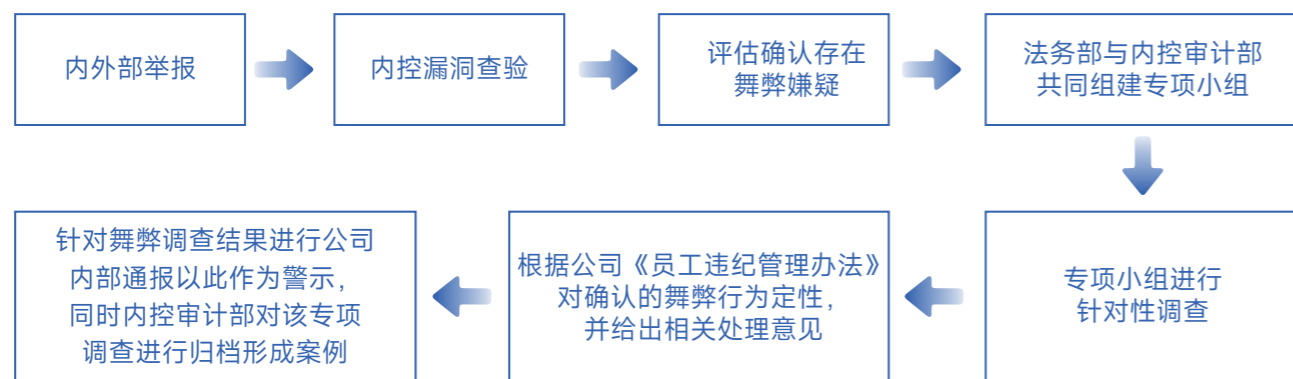 内外部举报
内控漏洞查验
评估确认存在
舞弊嫌疑
法务部与内控审计部
共同组建专项小组
专项小组进行
针对性调查
根据公司《员工违纪管理办法》
对确认的舞弊行为定性，
并给出相关处理意见
针对舞弊调查结果进行公司
内部通报以此作为警示，
同时内控审计部对该专项
调查进行归档形成案例